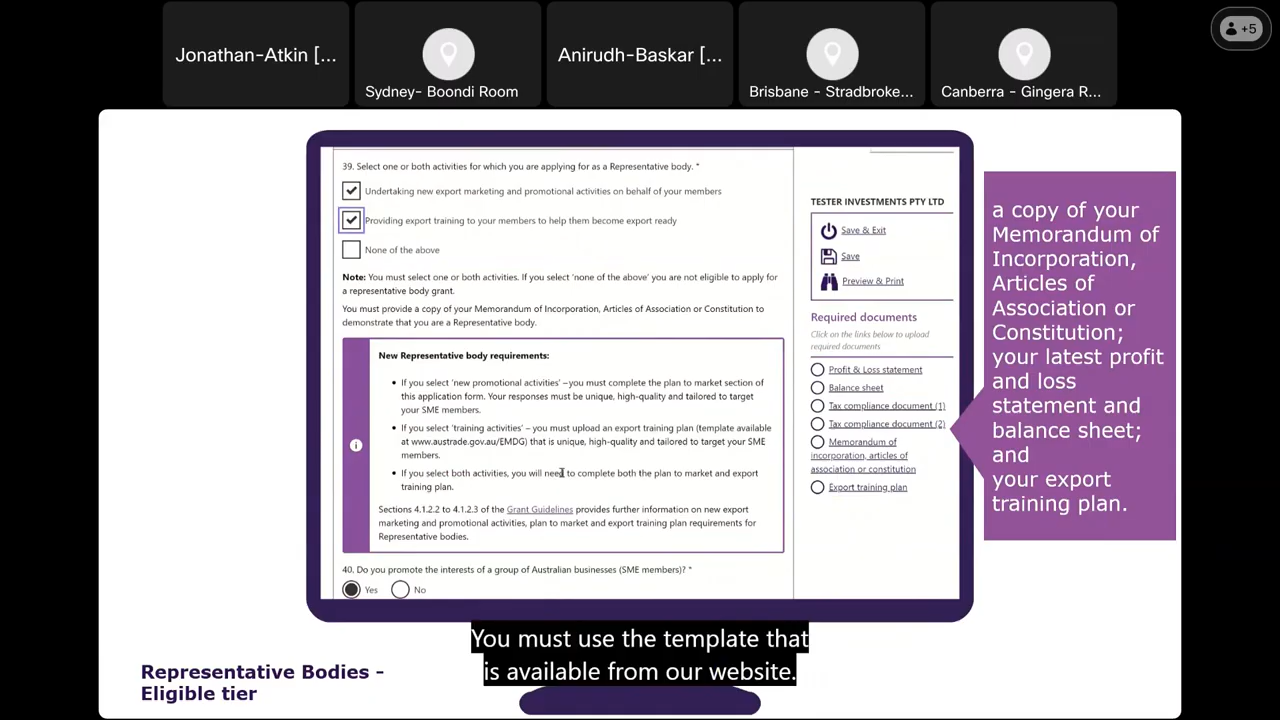 Jonathan-Atkin [...
Sydney- Boondi Room
Anirudh-Baskar [...
Brisbane - Stradbroke...
Canberra - Gingera R...
+5
39. Select one or both activities for which you are applying for as a Representative body. *
Undertaking new export marketing and promotional activities on behalf of your members
Providing export training to your members to help them become export ready
None of the above
Note: You must select one or both activities. If you select 'none of the above' you are not eligible to apply for
a representative body grant.
You must provide a copy of your Memorandum of Incorporation, Articles of Association or Constitution to
demonstrate that you are a Representative body.
New Representative body requirements:
• If you select 'new promotional activities' –you must complete the plan to market section of
this application form. Your responses must be unique, high-quality and tailored to target
your SME members.
• If you select 'training activities' – you must upload an export training plan (template available
at www.austrade.gov.au/EMDG) that is unique, high-quality and tailored to target your SME
members.
• If you select both activities, you will need to complete both the plan to market and export
training plan.
Sections 4.1.2.2 to 4.1.2.3 of the Grant Guidelines provides further information on new export
marketing and promotional activities, plan to market and export training plan requirements for
Representative bodies.
40. Do you promote the interests of a group of Australian businesses (SME members)? *
Yes No
TESTER INVESTMENTS PTY LTD
Save & Exit
Save
Preview & Print
Required documents
Click on the links below to upload
required documents
Profit & Loss statement
Balance sheet
Tax compliance document (1)
Tax compliance document (2)
Memorandum of
incorporation, articles of
association or constitution
Export training plan
a copy of your
Memorandum of
Incorporation,
Articles of
Association or
Constitution;
your latest profit
and loss
statement and
balance sheet;
and
your export
training plan.
You must use the template that
is available from our website.
Representative Bodies -
Eligible tier